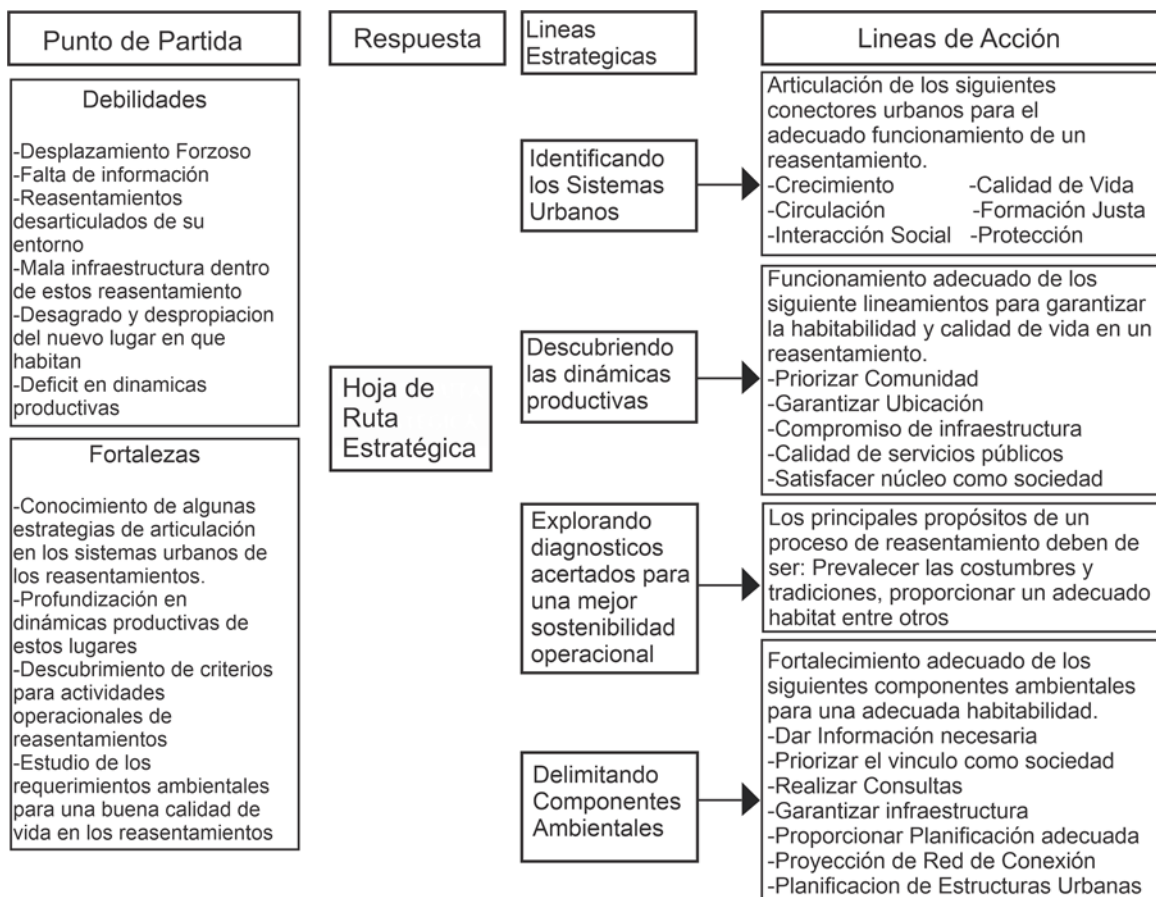 Punto de Partida
Debilidades
-Desplazamiento Forzoso
-Falta de información
-Reasentamientos
desarticulados de su
entorno
-Mala infraestructura dentro
de estos reasentamiento
-Desagrado y despropiacion
del nuevo lugar en que
habitan
-Deficit en dinamicas
productivas
Fortalezas
-Conocimiento de algunas
estrategias de articulación
en los sistemas urbanos de
los reasentamientos.
-Profundización en
dinámicas productivas de
estos lugares
-Descubrimiento de criterios
para actividades
operacionales de
reasentamientos
-Estudio de los
requerimientos ambientales
para una buena calidad de
vida en los reasentamientos
Respuesta
Hoja de
Ruta
Estratégica
Lineas
Estrategicas
Identificando
los Sistemas
Urbanos
Descubriendo
las dinámicas
productivas
Explorando
diagnosticos
acertados para
una mejor
sostenibilidad
operacional
Delimitando
Componentes
Ambientales
Lineas de Acción
Articulación de los siguientes
conectores urbanos para el
adecuado funcionamiento de un
reasentamiento.
-Crecimiento -Calidad de Vida
-Circulación -Formación Justa
-Interacción Social -Protección
Funcionamiento adecuado de los
siguiente lineamientos para garantizar
la habitabilidad y calidad de vida en un
reasentamiento.
-Priorizar Comunidad
-Garantizar Ubicación
-Compromiso de infraestructura
-Calidad de servicios públicos
-Satisfacer núcleo como sociedad
Los principales propósitos de un
proceso de reasentamiento deben de
ser: Prevalecer las costumbres y
tradiciones, proporcionar un adecuado
habitat entre otros
Fortalecimiento adecuado de los
siguientes componentes ambientales
para una adecuada habitabilidad.
-Dar Información necesaria
-Priorizar el vinculo como sociedad
-Realizar Consultas
-Garantizar infraestructura
-Proporcionar Planificación adecuada
-Proyección de Red de Conexión
-Planificacion de Estructuras Urbanas